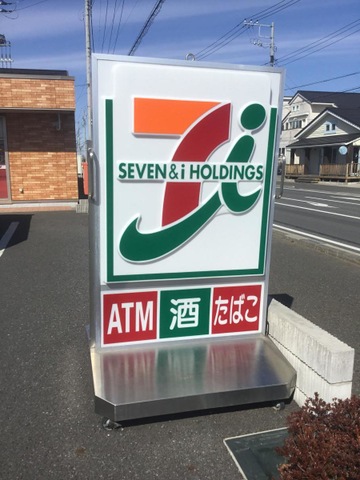 SEVEN&i HOLDINGS
ATM 酒 たばこ